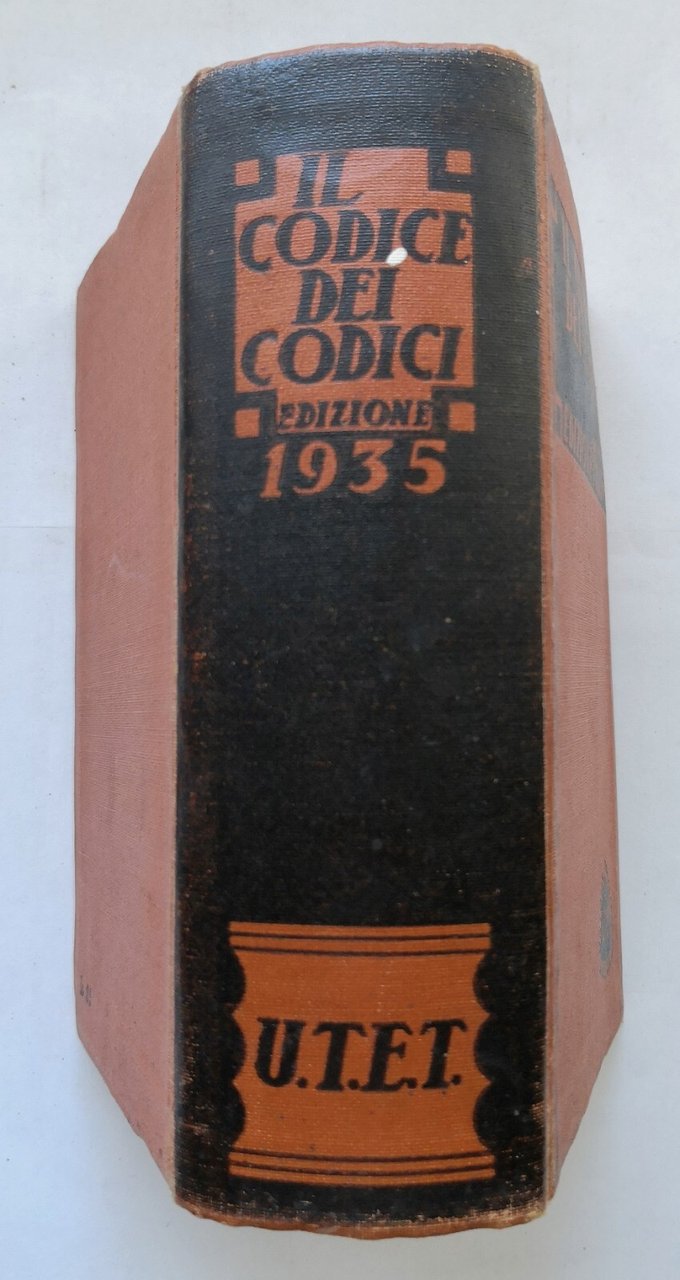 IL
CODICE
DEI
CODICI
EDIZIONE
1935
U.T.E.T.